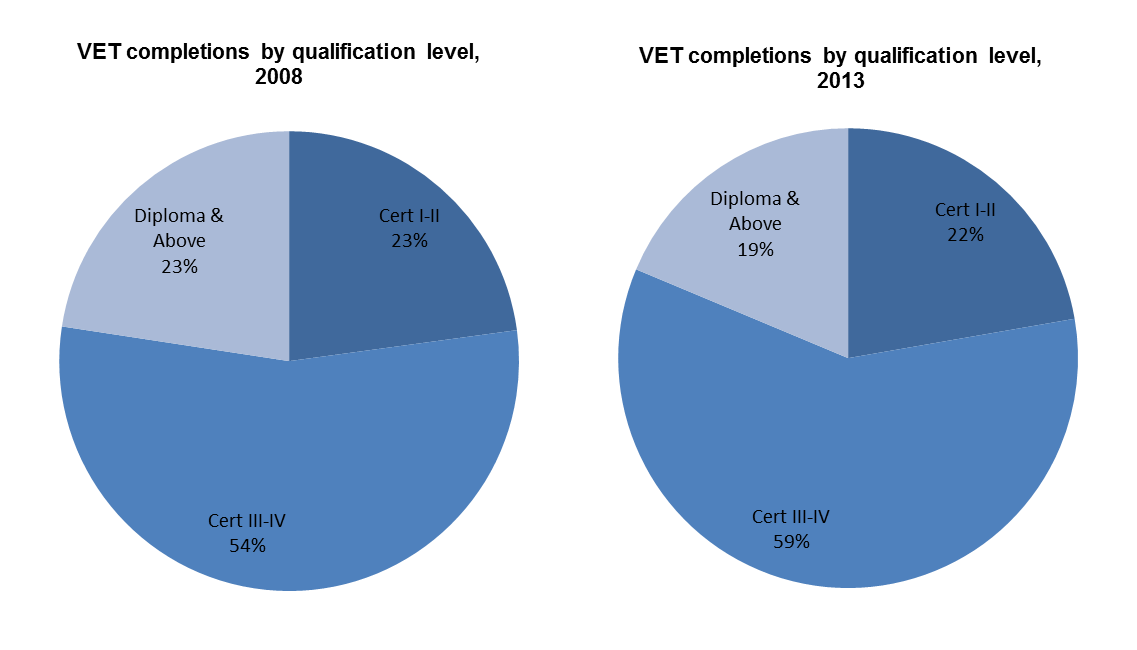 VET completions by qualification level,
2008
Diploma &
Above
23%
Cert I-II
23%
Cert III-IV
54%
VET completions by qualification level,
2013
Diploma &
Above
19%
Cert I-II
22%
Cert III-IV
59%